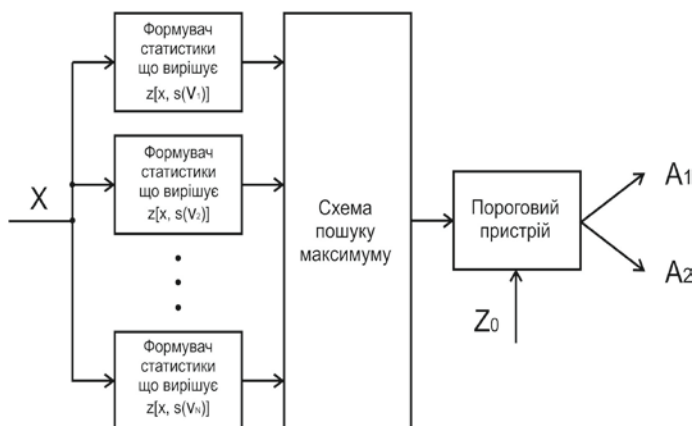 Формувач
статистики
що вирішує
z[x, s(V₁)]
X
Формувач
статистики
що вирішує
z[x, s(V₂)]
Формувач
статистики
що вирішує
z[x, s(V_N)]
Схема
пошуку
максимуму
Пороговий
пристрій
Z₀
A₁
A₂